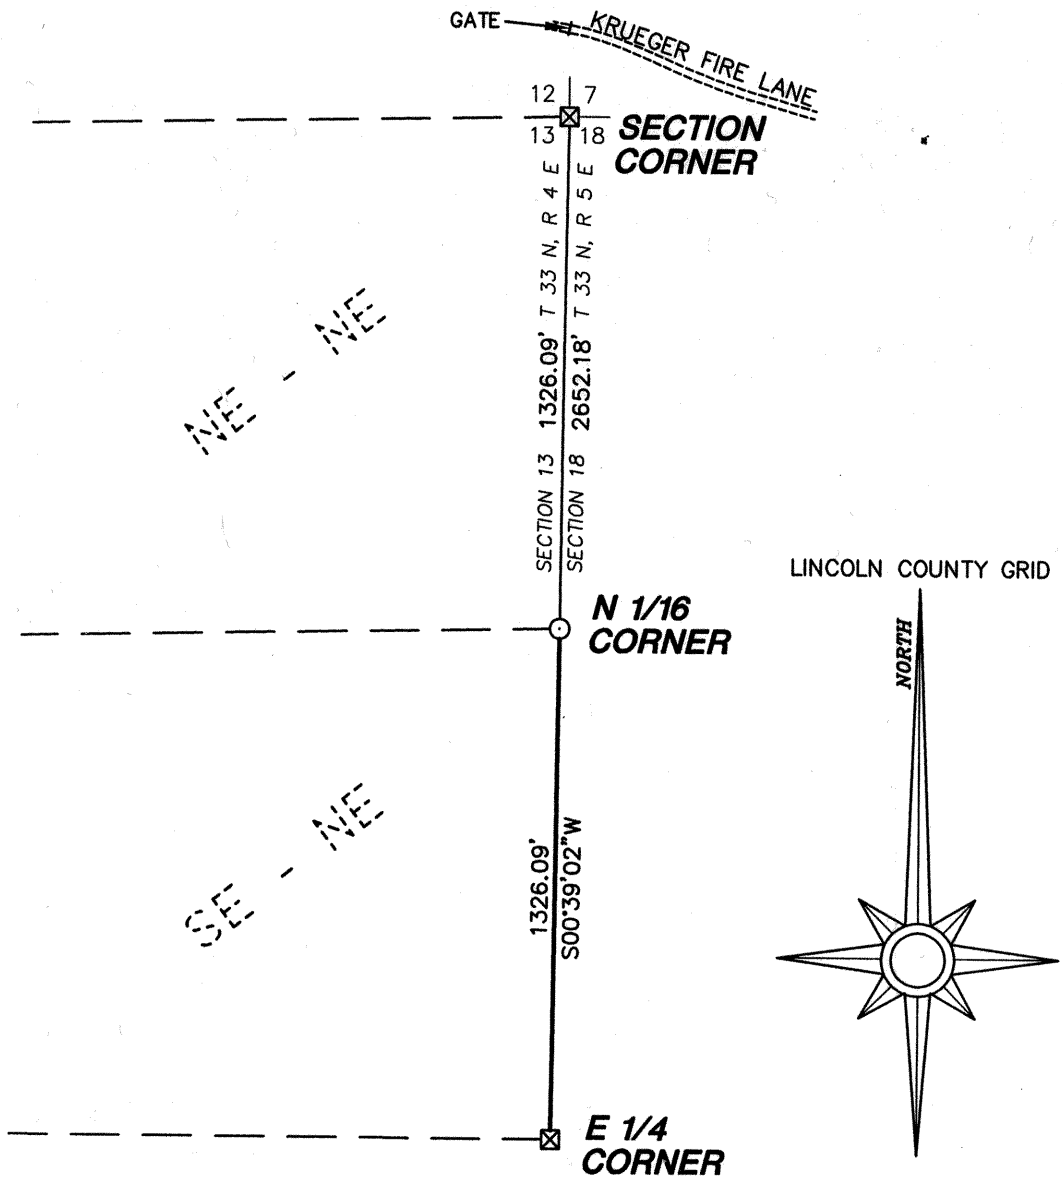 GATE
KRUEGER FIRE LANE
12 7
13 18
SECTION
CORNER
SECTION 13 1326.09' T 33 N, R 4 E
SECTION 18 2652.18' T 33 N, R 5 E
NE - NE
LINCOLN COUNTY GRID
NORTH
N 1/16
CORNER
SE - NE
1326.09'
S00°39'02"W
E 1/4
CORNER